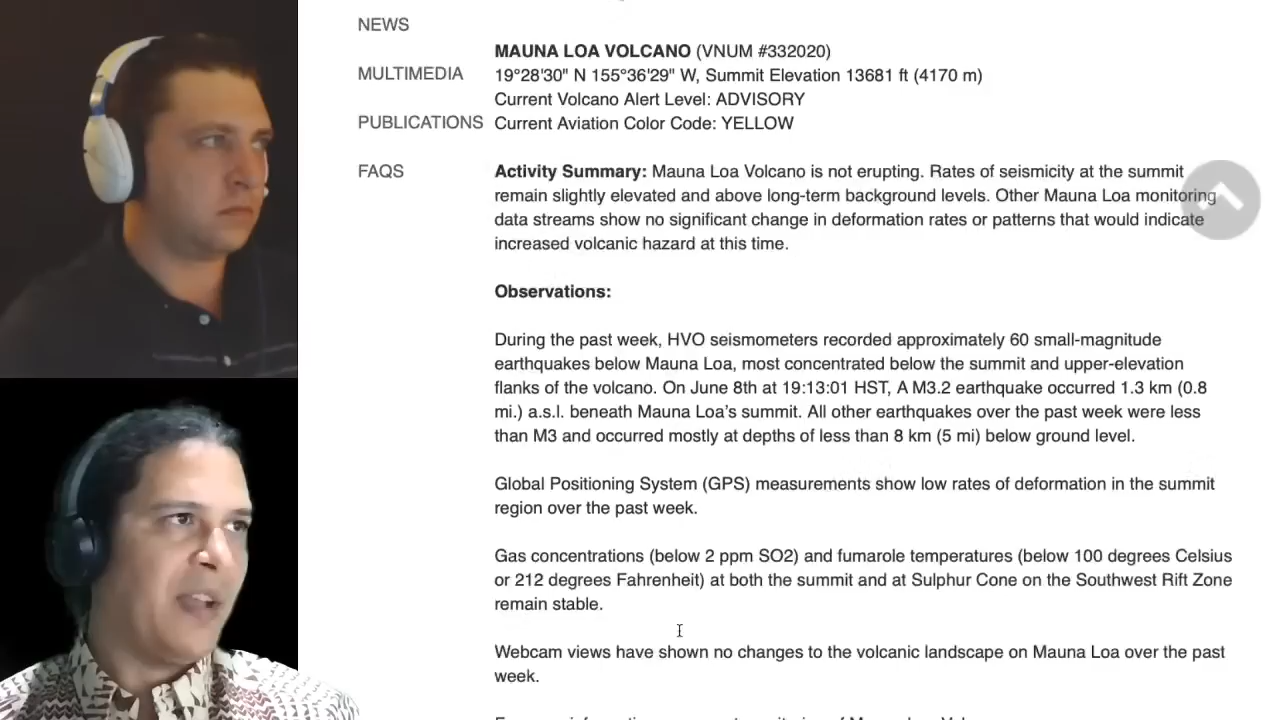 NEWS
MULTIMEDIA
PUBLICATIONS
FAQS
MAUNA LOA VOLCANO (VNUM #332020)
19°28'30" N 155°36'29" W, Summit Elevation 13681 ft (4170 m)
Current Volcano Alert Level: ADVISORY
Current Aviation Color Code: YELLOW
Activity Summary: Mauna Loa Volcano is not erupting. Rates of seismicity at the summit
remain slightly elevated and above long-term background levels. Other Mauna Loa monitoring
data streams show no significant change in deformation rates or patterns that would indicate
increased volcanic hazard at this time.
Observations:
During the past week, HVO seismometers recorded approximately 60 small-magnitude
earthquakes below Mauna Loa, most concentrated below the summit and upper-elevation
flanks of the volcano. On June 8th at 19:13:01 HST, A M3.2 earthquake occurred 1.3 km (0.8
mi.) a.s.l. beneath Mauna Loa's summit. All other earthquakes over the past week were less
than M3 and occurred mostly at depths of less than 8 km (5 mi) below ground level.
Global Positioning System (GPS) measurements show low rates of deformation in the summit
region over the past week.
Gas concentrations (below 2 ppm SO2) and fumarole temperatures (below 100 degrees Celsius
or 212 degrees Fahrenheit) at both the summit and at Sulphur Cone on the Southwest Rift Zone
remain stable.
Webcam views have shown no changes to the volcanic landscape on Mauna Loa over the past
week.